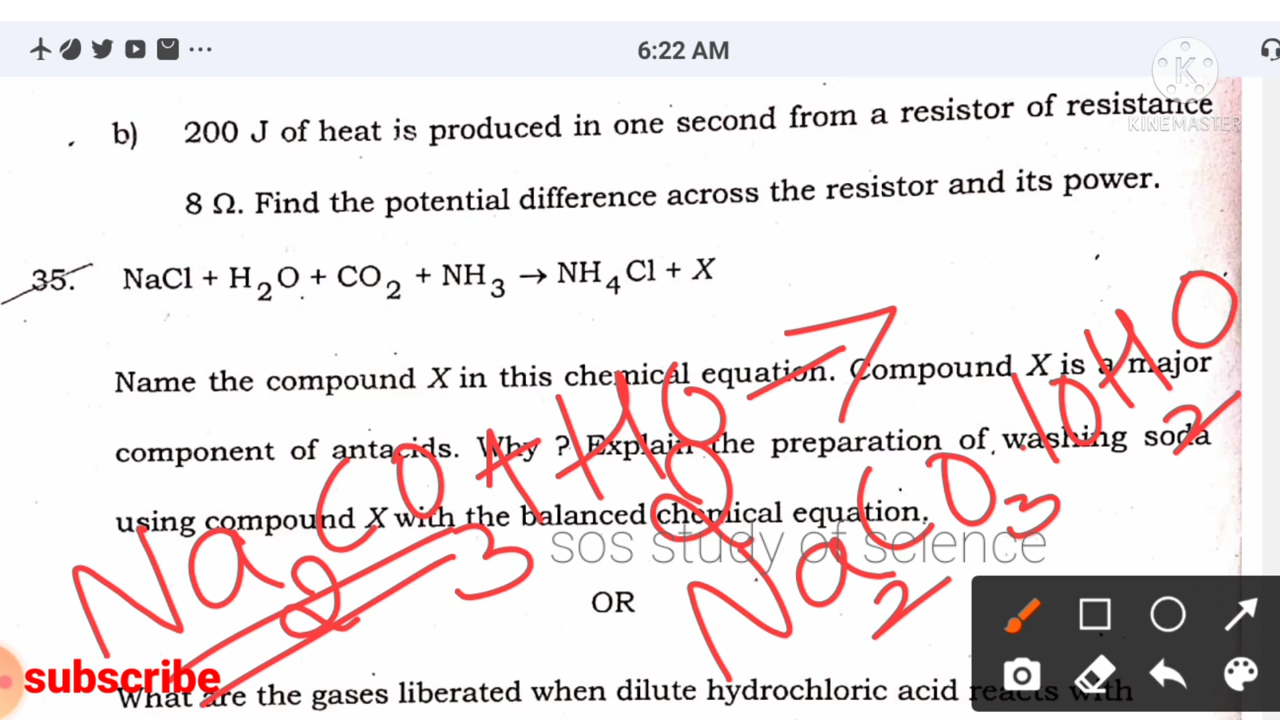 6:22 AM
K
KINEMASTER
b) 200 J of heat is produced in one second from a resistor of resistance
8 Ω. Find the potential difference across the resistor and its power.
35. NaCl + H₂O + CO₂ + NH₃ → NH₄Cl + X
Name the compound X in this chemical equation. Compound X is a major
component of antacids. Why ? Explain the preparation of washing soda
using compound X with the balanced chemical equation.
Na₂CO₃ + H₂O → Na₂CO₃ 10H₂O
sos study of science
OR
subscribe
What are the gases liberated when dilute hydrochloric acid reacts with